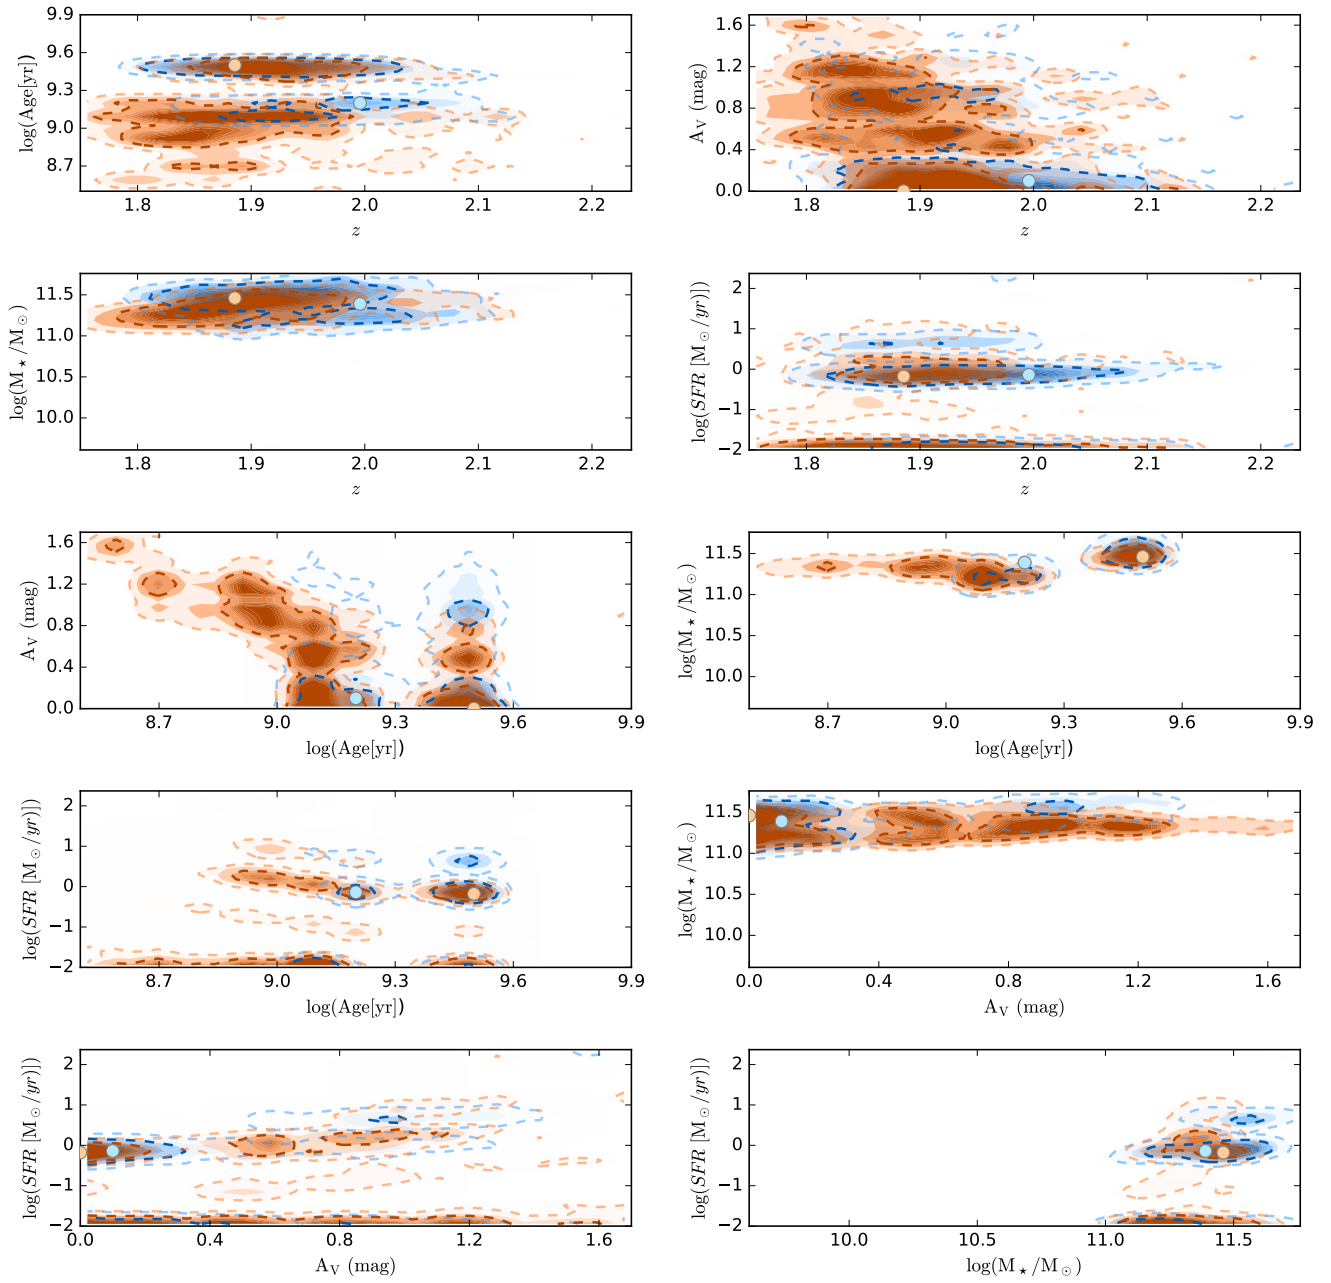 9.9
9.6
9.3
9.0
8.7
log(Age[yr])
1.8 1.9 2.0 2.1 2.2
z
1.6
1.2
0.8
0.4
0.0
A_V (mag)
1.8 1.9 2.0 2.1 2.2
z
11.5
11.0
10.5
10.0
log(M⋆/M⊙)
1.8 1.9 2.0 2.1 2.2
z
2
1
0
−1
−2
log(SFR [M⊙/yr)])
1.8 1.9 2.0 2.1 2.2
z
1.6
1.2
0.8
0.4
0.0
A_V (mag)
8.7 9.0 9.3 9.6 9.9
log(Age[yr])
11.5
11.0
10.5
10.0
log(M⋆/M⊙)
8.7 9.0 9.3 9.6 9.9
log(Age[yr])
2
1
0
−1
−2
log(SFR [M⊙/yr)])
8.7 9.0 9.3 9.6 9.9
log(Age[yr])
11.5
11.0
10.5
10.0
log(M⋆/M⊙)
0.0 0.4 0.8 1.2 1.6
A_V (mag)
2
1
0
−1
−2
log(SFR [M⊙/yr)])
0.0 0.4 0.8 1.2 1.6
A_V (mag)
2
1
0
−1
−2
log(SFR [M⊙/yr)])
10.0 10.5 11.0 11.5
log(M⋆/M⊙)